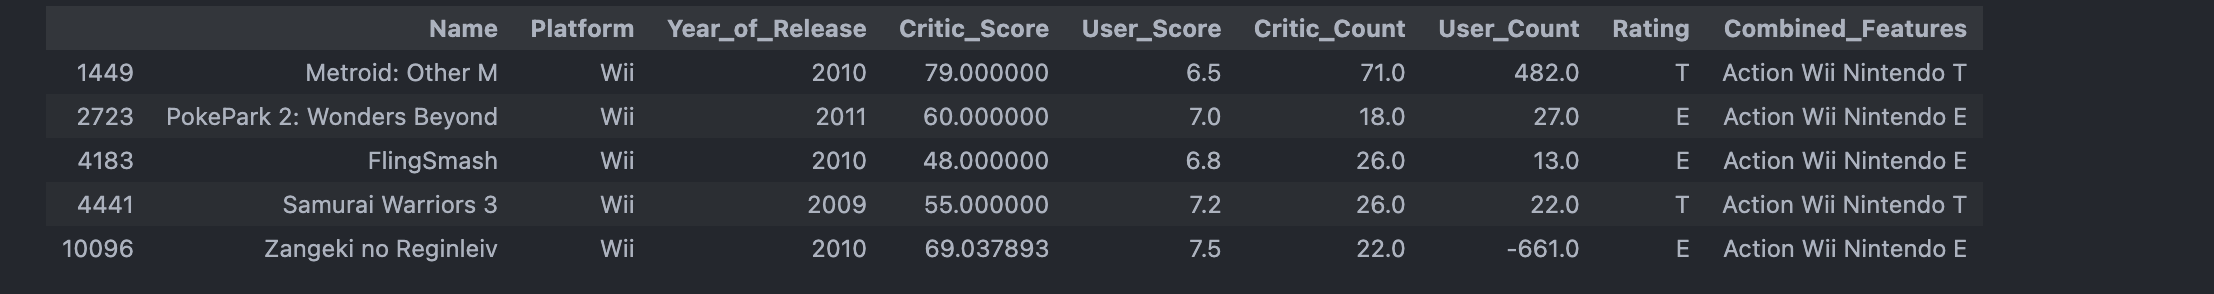 Name Platform Year_of_Release Critic_Score User_Score Critic_Count User_Count Rating Combined_Features
1449 Metroid: Other M Wii 2010 79.000000 6.5 71.0 482.0 T Action Wii Nintendo T
2723 PokePark 2: Wonders Beyond Wii 2011 60.000000 7.0 18.0 27.0 E Action Wii Nintendo E
4183 FlingSmash Wii 2010 48.000000 6.8 26.0 13.0 E Action Wii Nintendo E
4441 Samurai Warriors 3 Wii 2009 55.000000 7.2 26.0 22.0 T Action Wii Nintendo T
10096 Zangeki no Reginleiv Wii 2010 69.037893 7.5 22.0 -661.0 E Action Wii Nintendo E